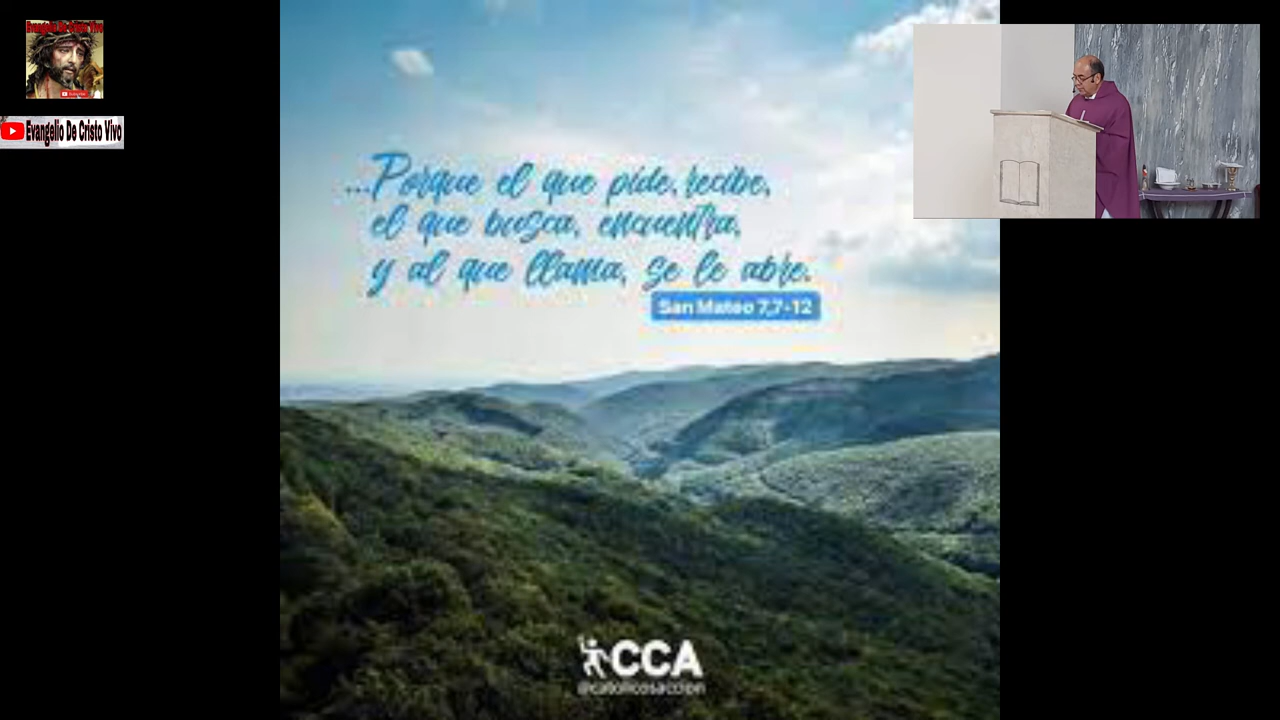 Evangelio De Cristo Vivo
Evangelio De Cristo Vivo
...Porque el que pide, recibe,
el que busca, encuentra,
y al que llama, se le abre.
San Mateo 7,7-12
CCA
@catolicosaccion